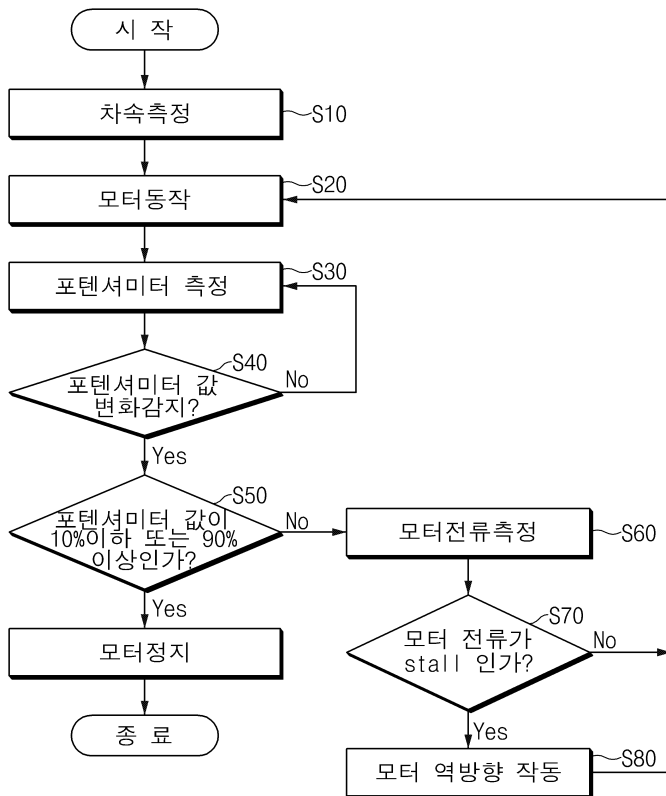 시 작
차속측정
S10
모터동작
S20
포텐셔미터 측정
S30
포텐셔미터 값
변화감지?
S40
No
Yes
포텐셔미터 값이
10%이하 또는 90%
이상인가?
S50
No
모터전류측정
S60
Yes
모터정지
모터 전류가
stall 인가?
S70
No
Yes
종 료
모터 역방향 작동
S80